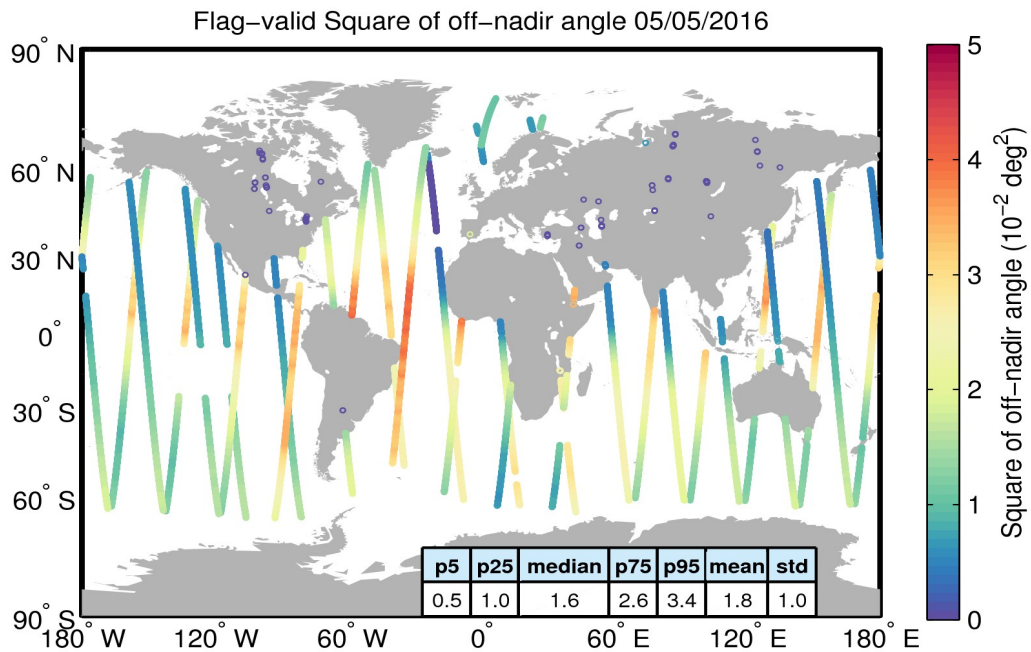 Flag-valid Square of off-nadir angle 05/05/2016
90° N
60° N
30° N
0°
30° S
60° S
90° S
180° W
120° W
60° W
0°
60° E
120° E
180° E
p5 p25 median p75 p95 mean std
0.5 1.0 1.6 2.6 3.4 1.8 1.0
5
4
3
2
1
0
Square of off-nadir angle (10⁻² deg²)